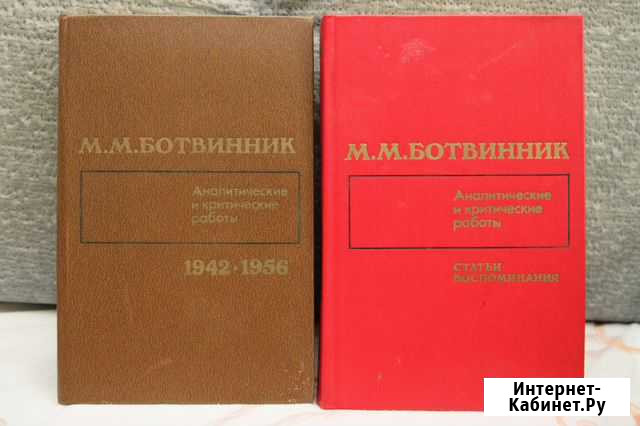 М.М.БОТВИННИК
Аналитические
и критические
работы
1942·1956
М.М.БОТВИННИК
Аналитические
и критические
работы
СТАТЬИ
ВОСПОМИНАНИЯ
Интернет-
Кабинет.Ру